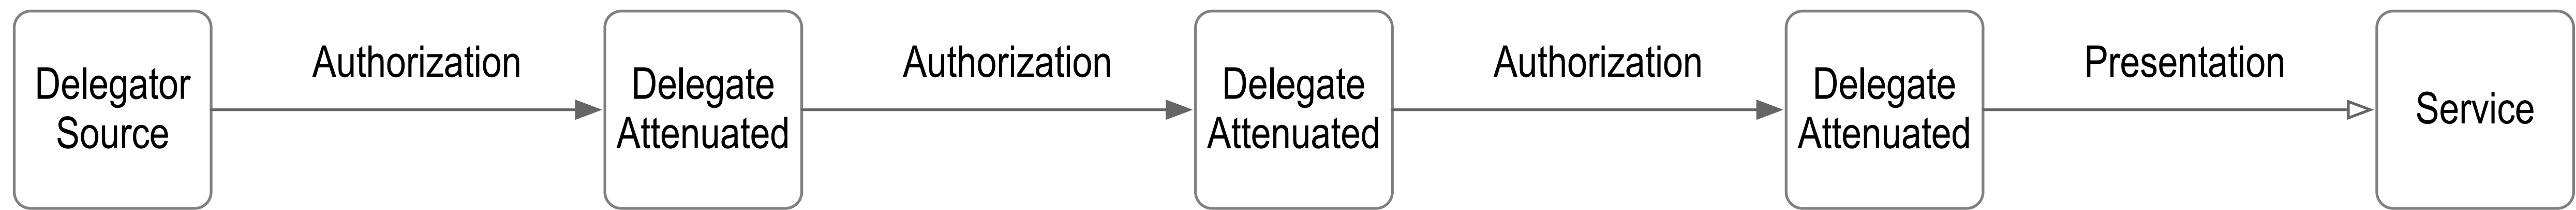 Delegator
Source
Authorization
Delegate
Attenuated
Authorization
Delegate
Attenuated
Authorization
Delegate
Attenuated
Presentation
Service